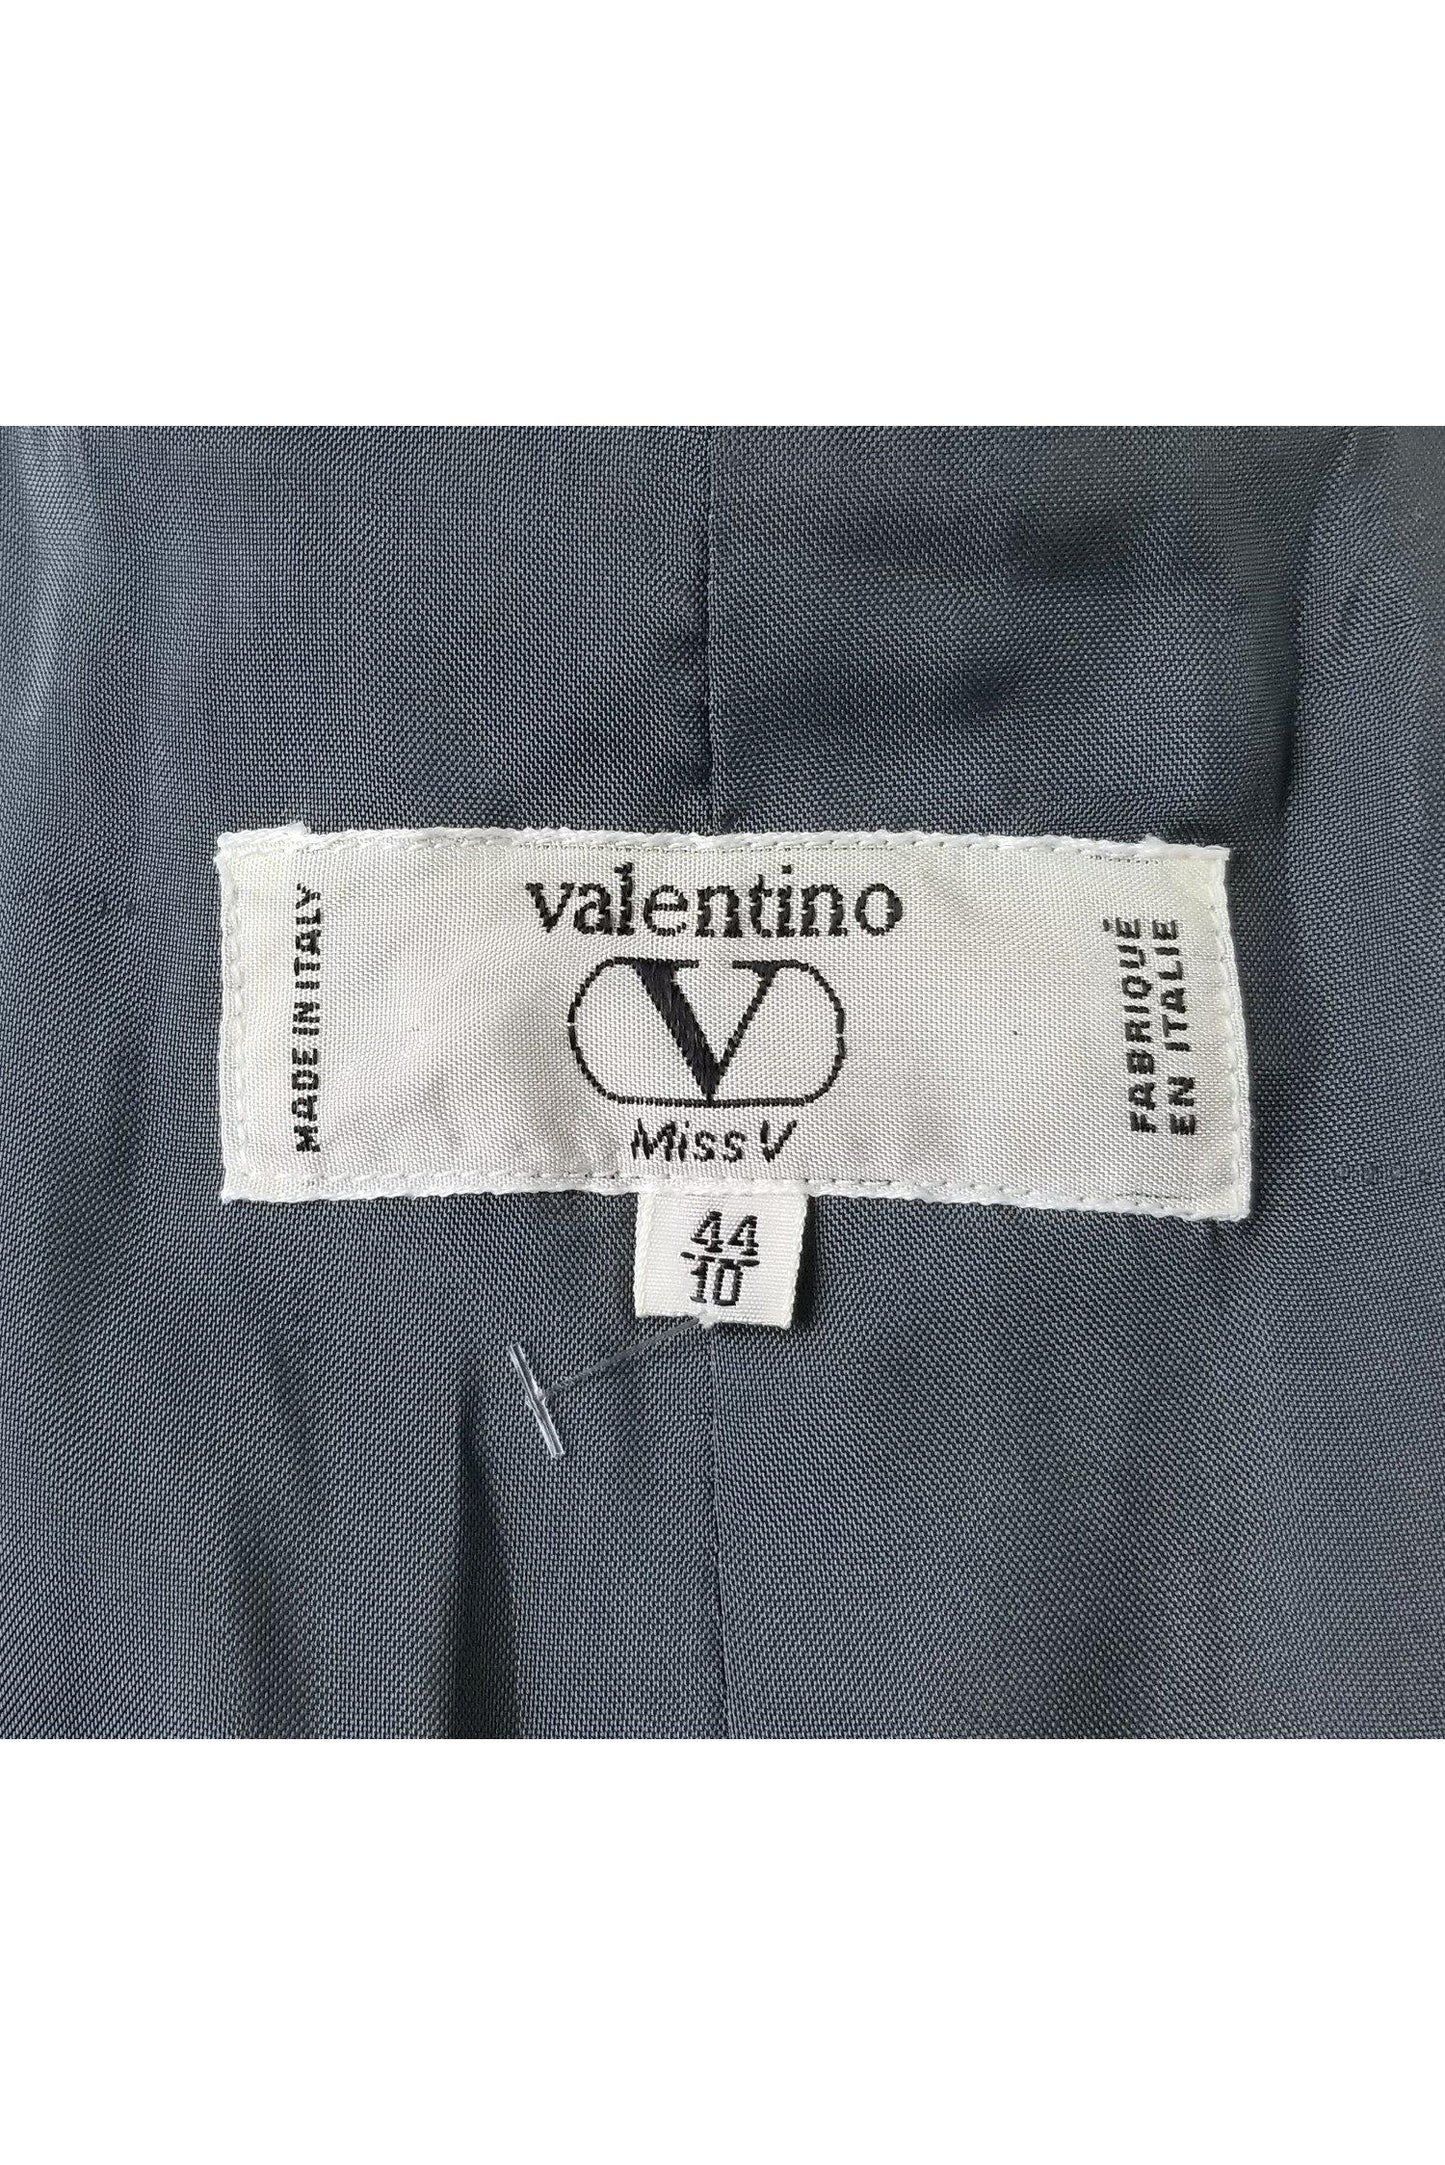 valentino
V
Miss V
MADE IN ITALY
FABRIQUÉ
EN ITALIE
44
10